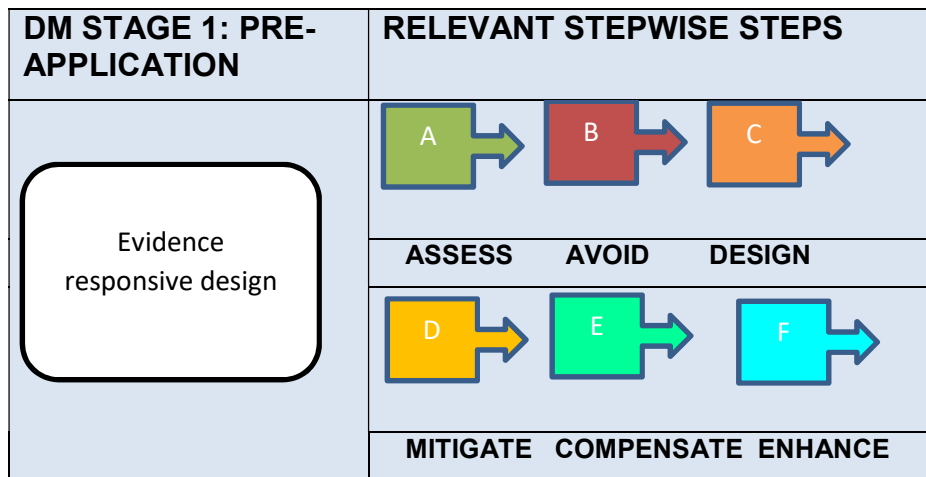 DM STAGE 1: PRE-
APPLICATION
RELEVANT STEPWISE STEPS
Evidence
responsive design
A B C
ASSESS AVOID DESIGN
D E F
MITIGATE COMPENSATE ENHANCE